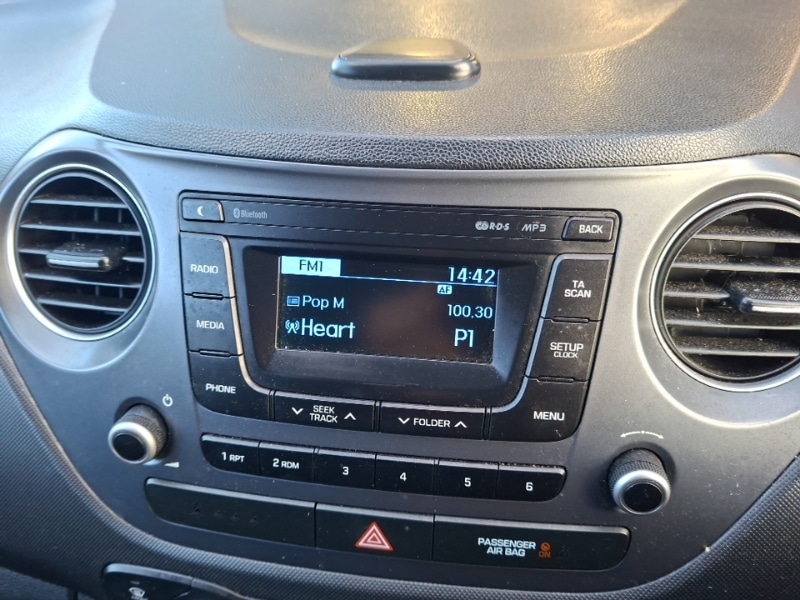 Bluetooth
RDS MP3 BACK
RADIO
FM1 14:42
TA
SCAN
AF
Pop M 100.30
MEDIA
Heart P1
SETUP
CLOCK
PHONE
SEEK
TRACK
FOLDER
MENU
1 RPT 2 RDM 3 4 5 6
PASSENGER
AIR BAG ON